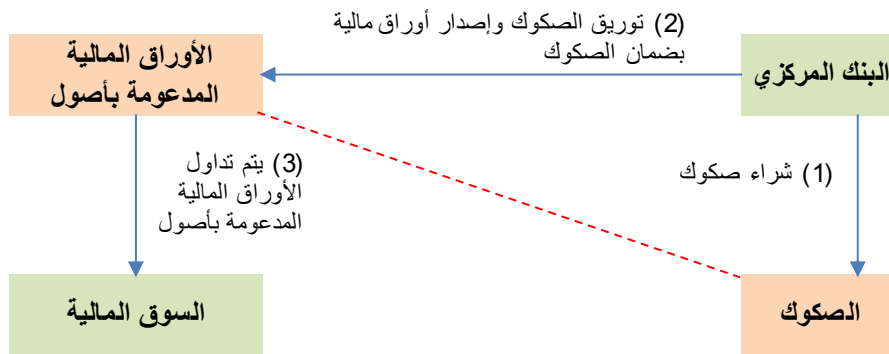 البنك المركزي
(2) توريق الصكوك وإصدار أوراق مالية
بضمان الصكوك
الأوراق المالية
المدعومة بأصول
(1) شراء صكوك
(3) يتم تداول
الأوراق المالية
المدعومة بأصول
الصكوك
السوق المالية